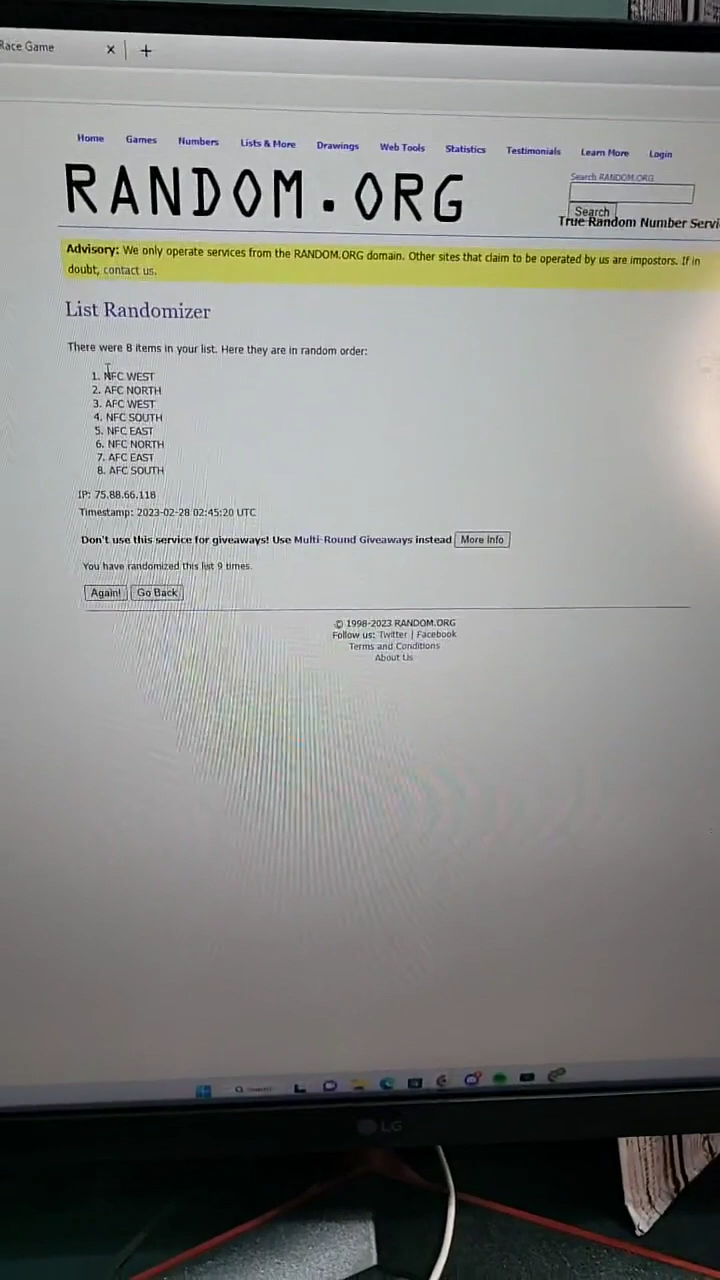 Race Game
Home Games Numbers Lists & More Drawings Web Tools Statistics Testimonials Learn More Login
RANDOM.ORG
Search RANDOM.ORG
Search
True Random Number Servi
Advisory: We only operate services from the RANDOM.ORG domain. Other sites that claim to be operated by us are impostors. If in
doubt, contact us.
List Randomizer
There were 8 items in your list. Here they are in random order:
1. NFC WEST
2. AFC NORTH
3. AFC WEST
4. NFC SOUTH
5. NFC EAST
6. NFC NORTH
7. AFC EAST
8. AFC SOUTH
IP: 75.88.66.118
Timestamp: 2023-02-28 02:45:20 UTC
Don't use this service for giveaways! Use Multi-Round Giveaways instead More Info
You have randomized this list 9 times.
Again! Go Back
© 1998-2023 RANDOM.ORG
Follow us: Twitter | Facebook
Terms and Conditions
About Us
LG